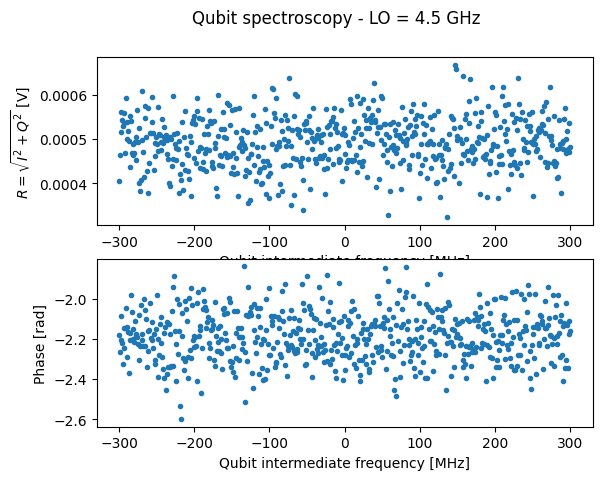 Qubit spectroscopy - LO = 4.5 GHz
R = √I² + Q² [V]
0.0006
0.0005
0.0004
−300 −200 −100 0 100 200 300
Qubit intermediate frequency [MHz]
Phase [rad]
−2.0
−2.2
−2.4
−2.6
−300 −200 −100 0 100 200 300
Qubit intermediate frequency [MHz]